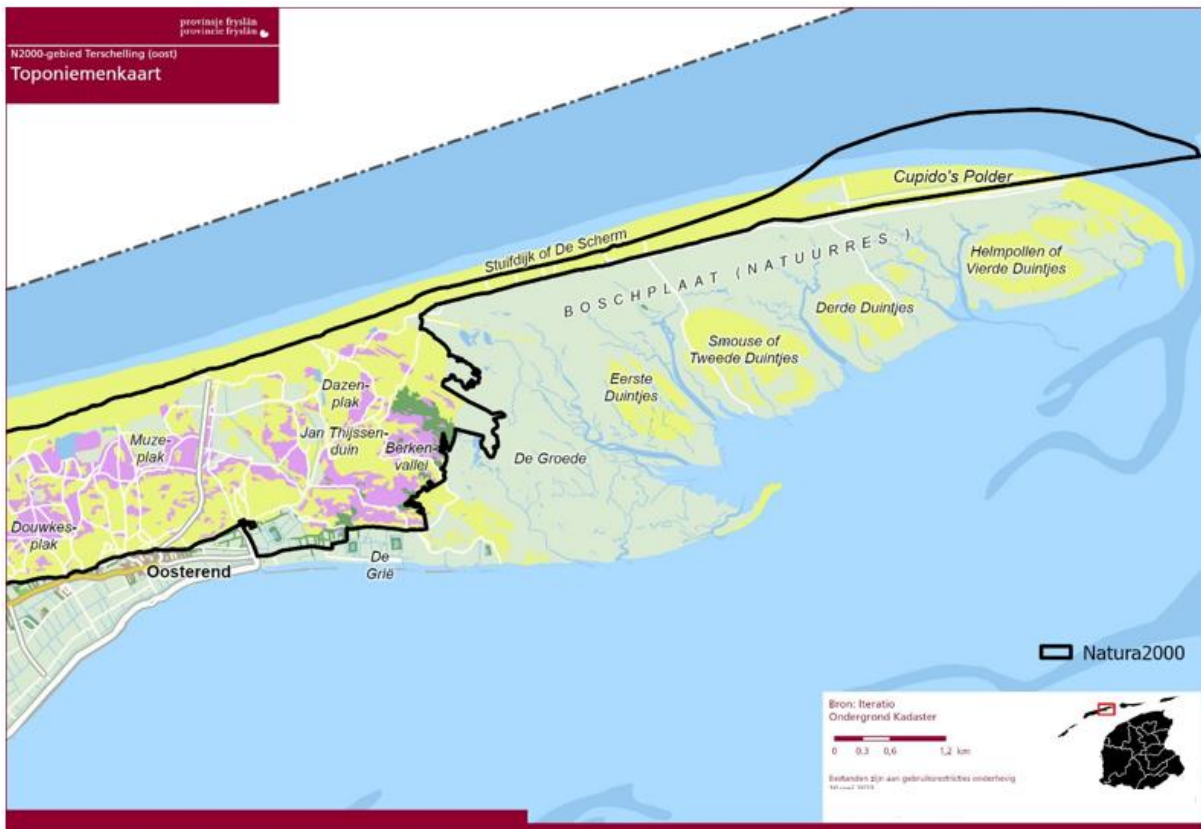 provinsje fryslân
provincie fryslân
N2000-gebied Terschelling (oost)
Toponiemenkaart
Cupido's Polder
Stuifdijk of De Scherm
BOSCHPLAAT (NATUURRES.)
Helmpollen of
Vierde Duintjes
Derde Duintjes
Smouse of
Tweede Duintjes
Eerste
Duintjes
Dazen-
plak
Jan Thijssen-
duin
Berken-
vallei
Muze-
plak
De Groede
Douwkes-
plak
Oosterend
De
Grië
Natura2000
Bron: Iteratio
Ondergrond Kadaster
0 0,3 0,6 1,2 km
Bestanden zijn aan gebruiksrestricties onderhevig